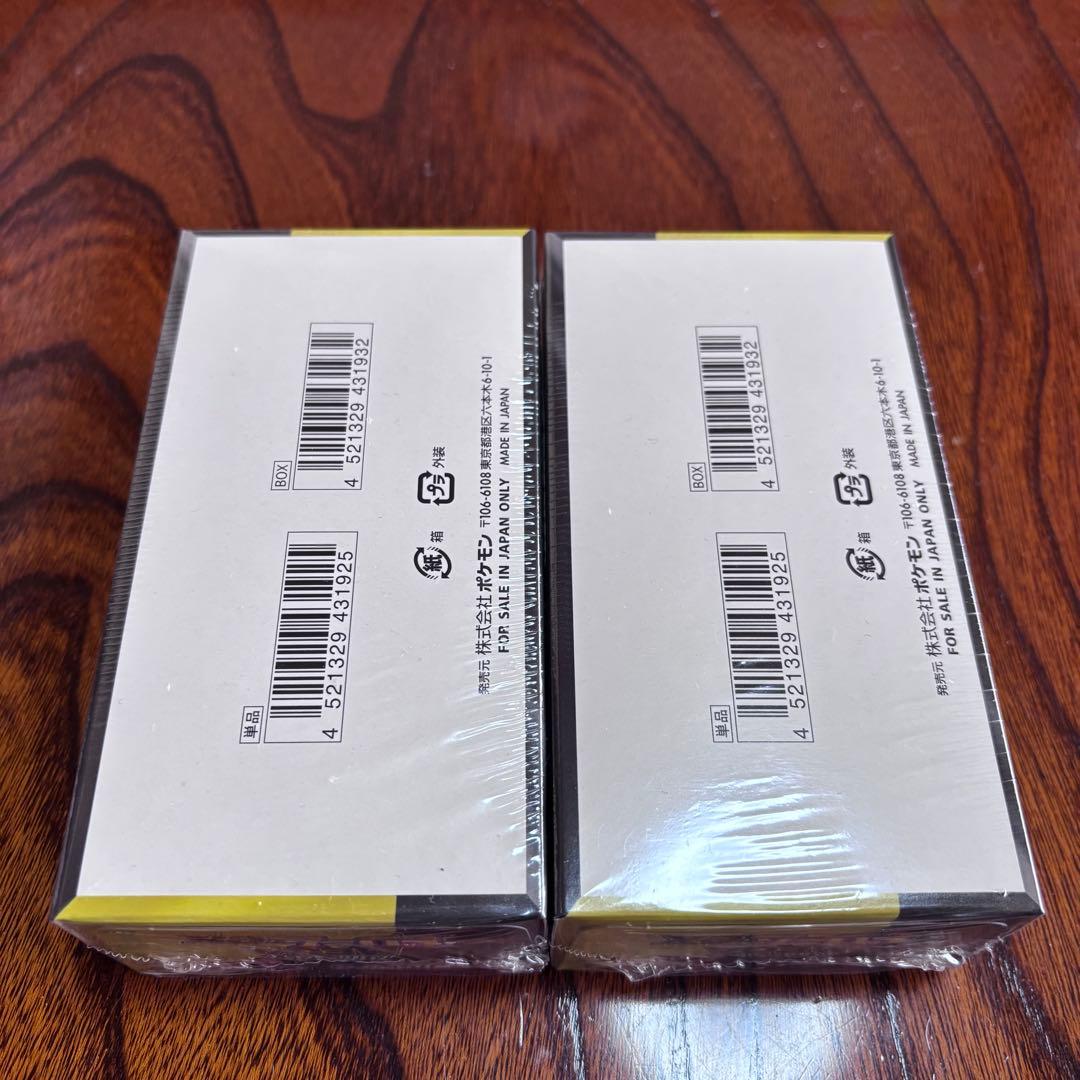 BOX
4 521329 431932
単品
4 521329 431925
紙 箱
プラ 外装
発売元 株式会社ポケモン 〒106-6108 東京都港区六本木6-10-1
FOR SALE IN JAPAN ONLY MADE IN JAPAN
BOX
4 521329 431932
単品
4 521329 431925
紙 箱
プラ 外装
発売元 株式会社ポケモン 〒106-6108 東京都港区六本木6-10-1
FOR SALE IN JAPAN ONLY MADE IN JAPAN